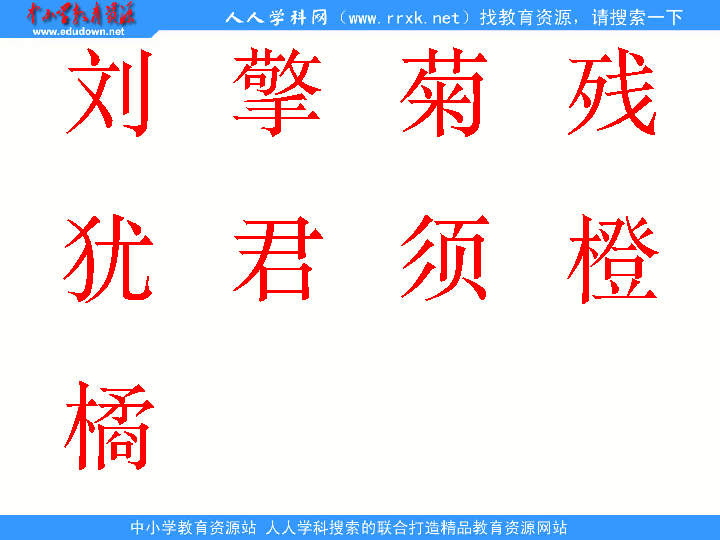 中小学教育资源
www.edudown.net
人人学科网（www.rrxk.net）找教育资源，请搜索一下
刘 擎 菊 残
犹 君 须 橙
橘
中小学教育资源站 人人学科搜索的联合打造精品教育资源网站